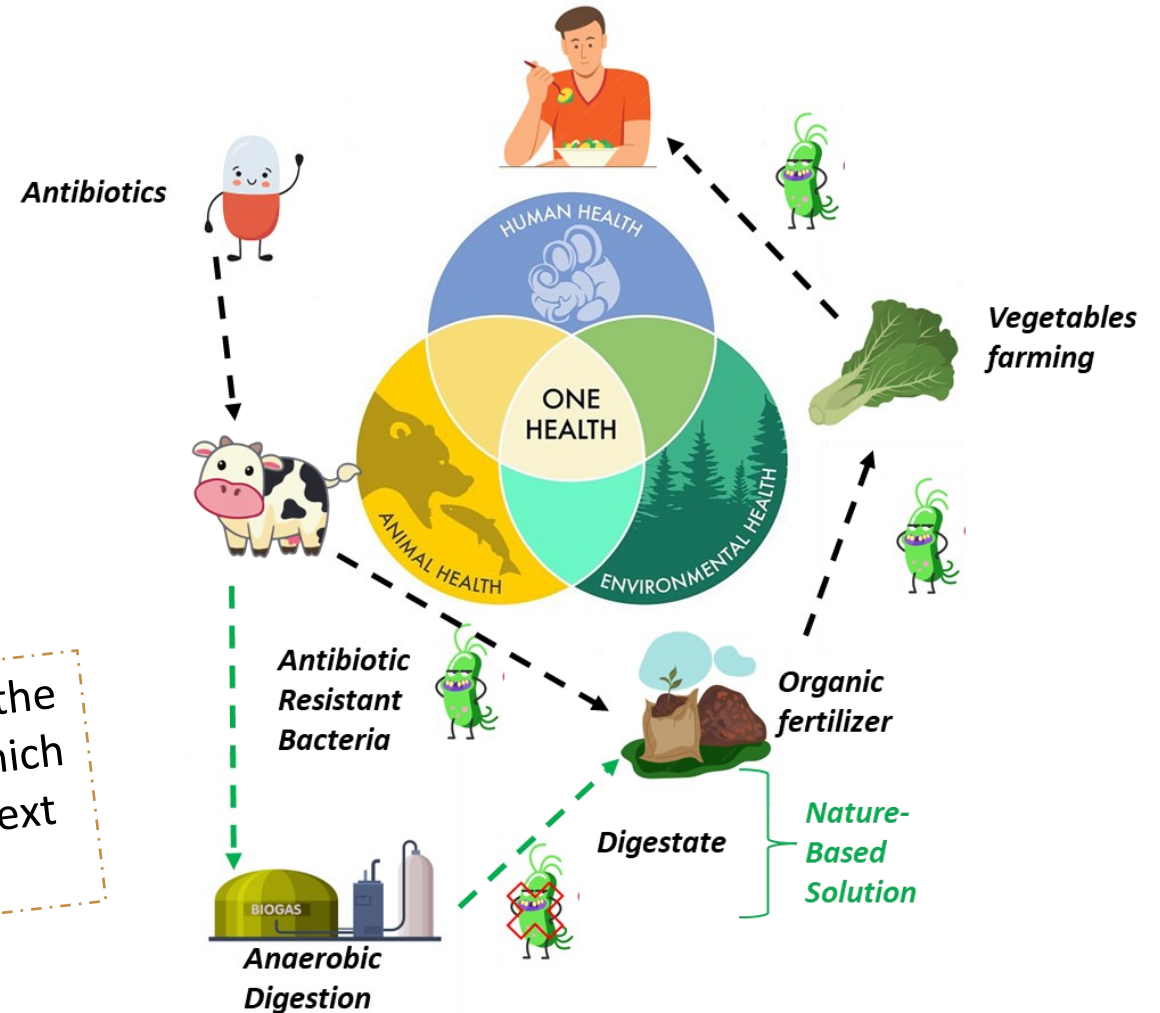 Antibiotics
HUMAN HEALTH
Vegetables
farming
ONE
HEALTH
ANIMAL HEALTH
ENVIRONMENTAL HEALTH
Antibiotic
Resistant
Bacteria
Organic
fertilizer
the
ext
Digestate
Nature-
Based
Solution
BIOGAS
Anaerobic
Digestion